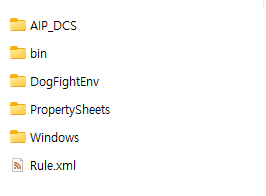 AIP_DCS
bin
DogFightEnv
PropertySheets
Windows
Rule.xml